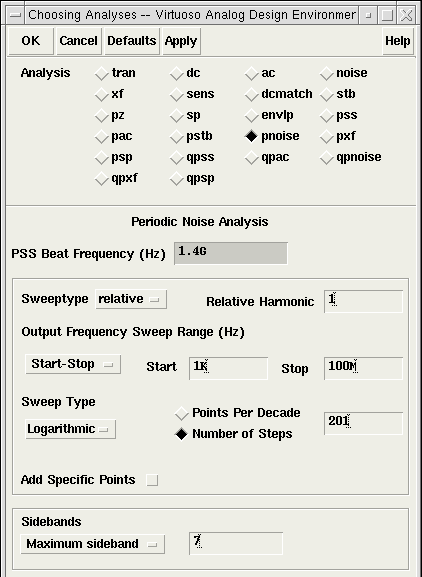 Choosing Analyses -- Virtuoso Analog Design Environmer
OK Cancel Defaults Apply Help
Analysis tran dc ac noise
xf sens dcmatch stb
pz sp envlp pss
pac pstb pnoise pxf
psp qpss qpac qpnoise
qpxf qpsp
Periodic Noise Analysis
PSS Beat Frequency (Hz) 1.4G
Sweeptype relative Relative Harmonic 1
Output Frequency Sweep Range (Hz)
Start-Stop Start 1K Stop 100M
Sweep Type
Points Per Decade
Logarithmic Number of Steps 201
Add Specific Points
Sidebands
Maximum sideband 7